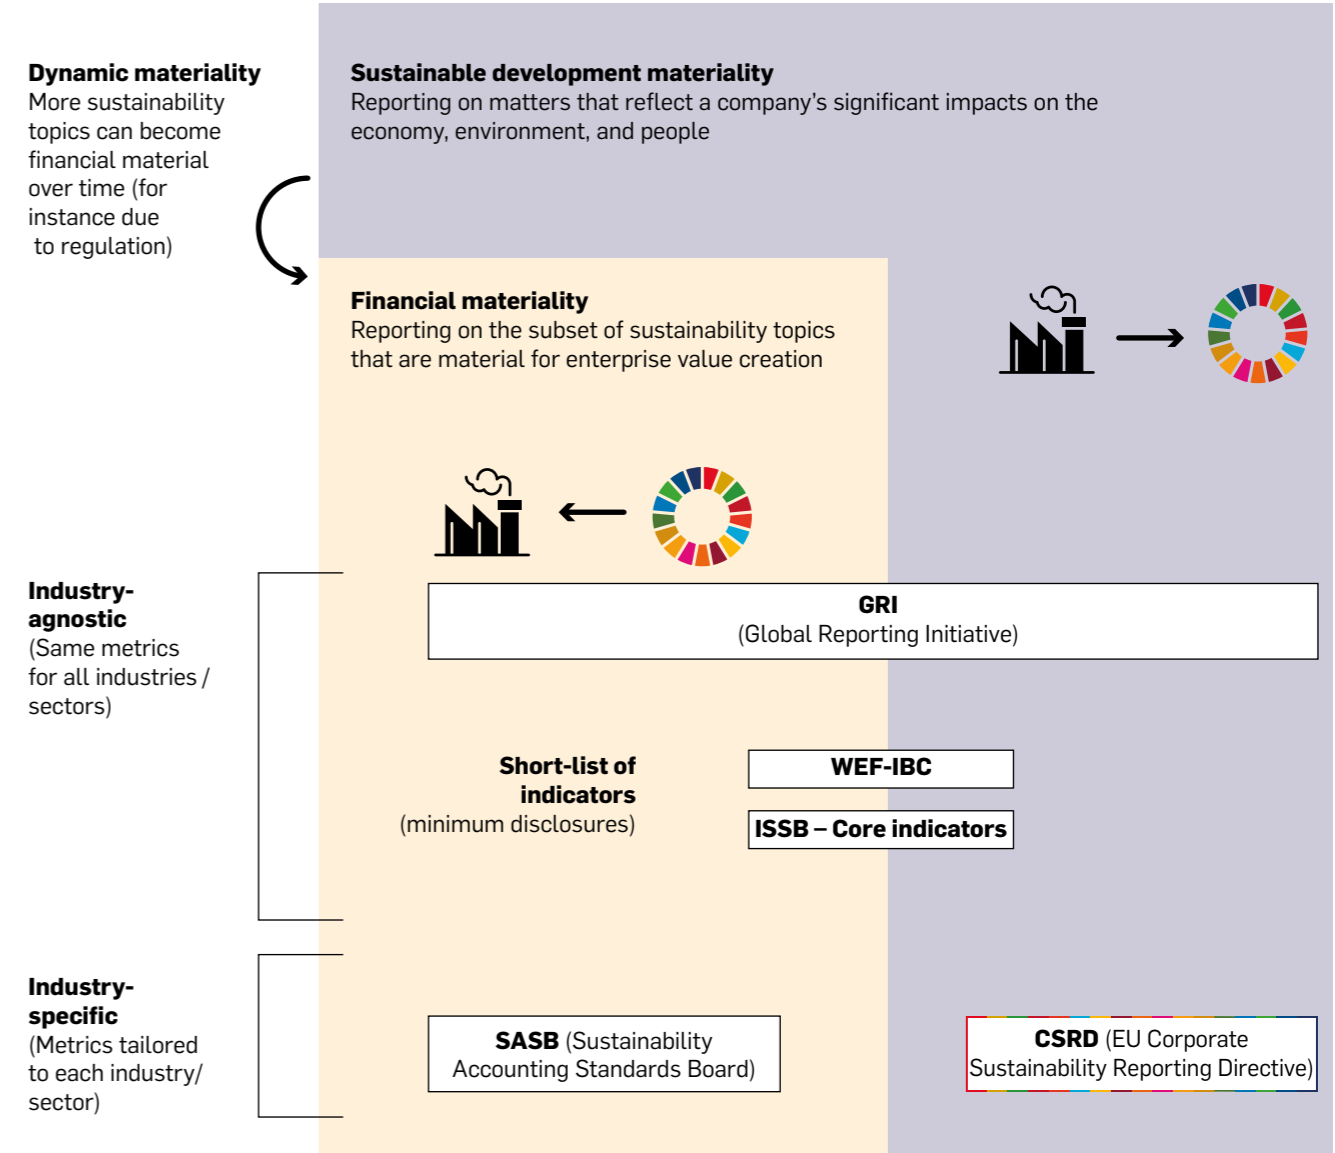 Dynamic materiality
More sustainability
topics can become
financial material
over time (for
instance due
to regulation)
Sustainable development materiality
Reporting on matters that reflect a company’s significant impacts on the
economy, environment, and people
Financial materiality
Reporting on the subset of sustainability topics
that are material for enterprise value creation
Industry-
agnostic
(Same metrics
for all industries /
sectors)
GRI
(Global Reporting Initiative)
Short-list of
indicators
(minimum disclosures)
WEF-IBC
ISSB – Core indicators
Industry-
specific
(Metrics tailored
to each industry/
sector)
SASB (Sustainability
Accounting Standards Board)
CSRD (EU Corporate
Sustainability Reporting Directive)